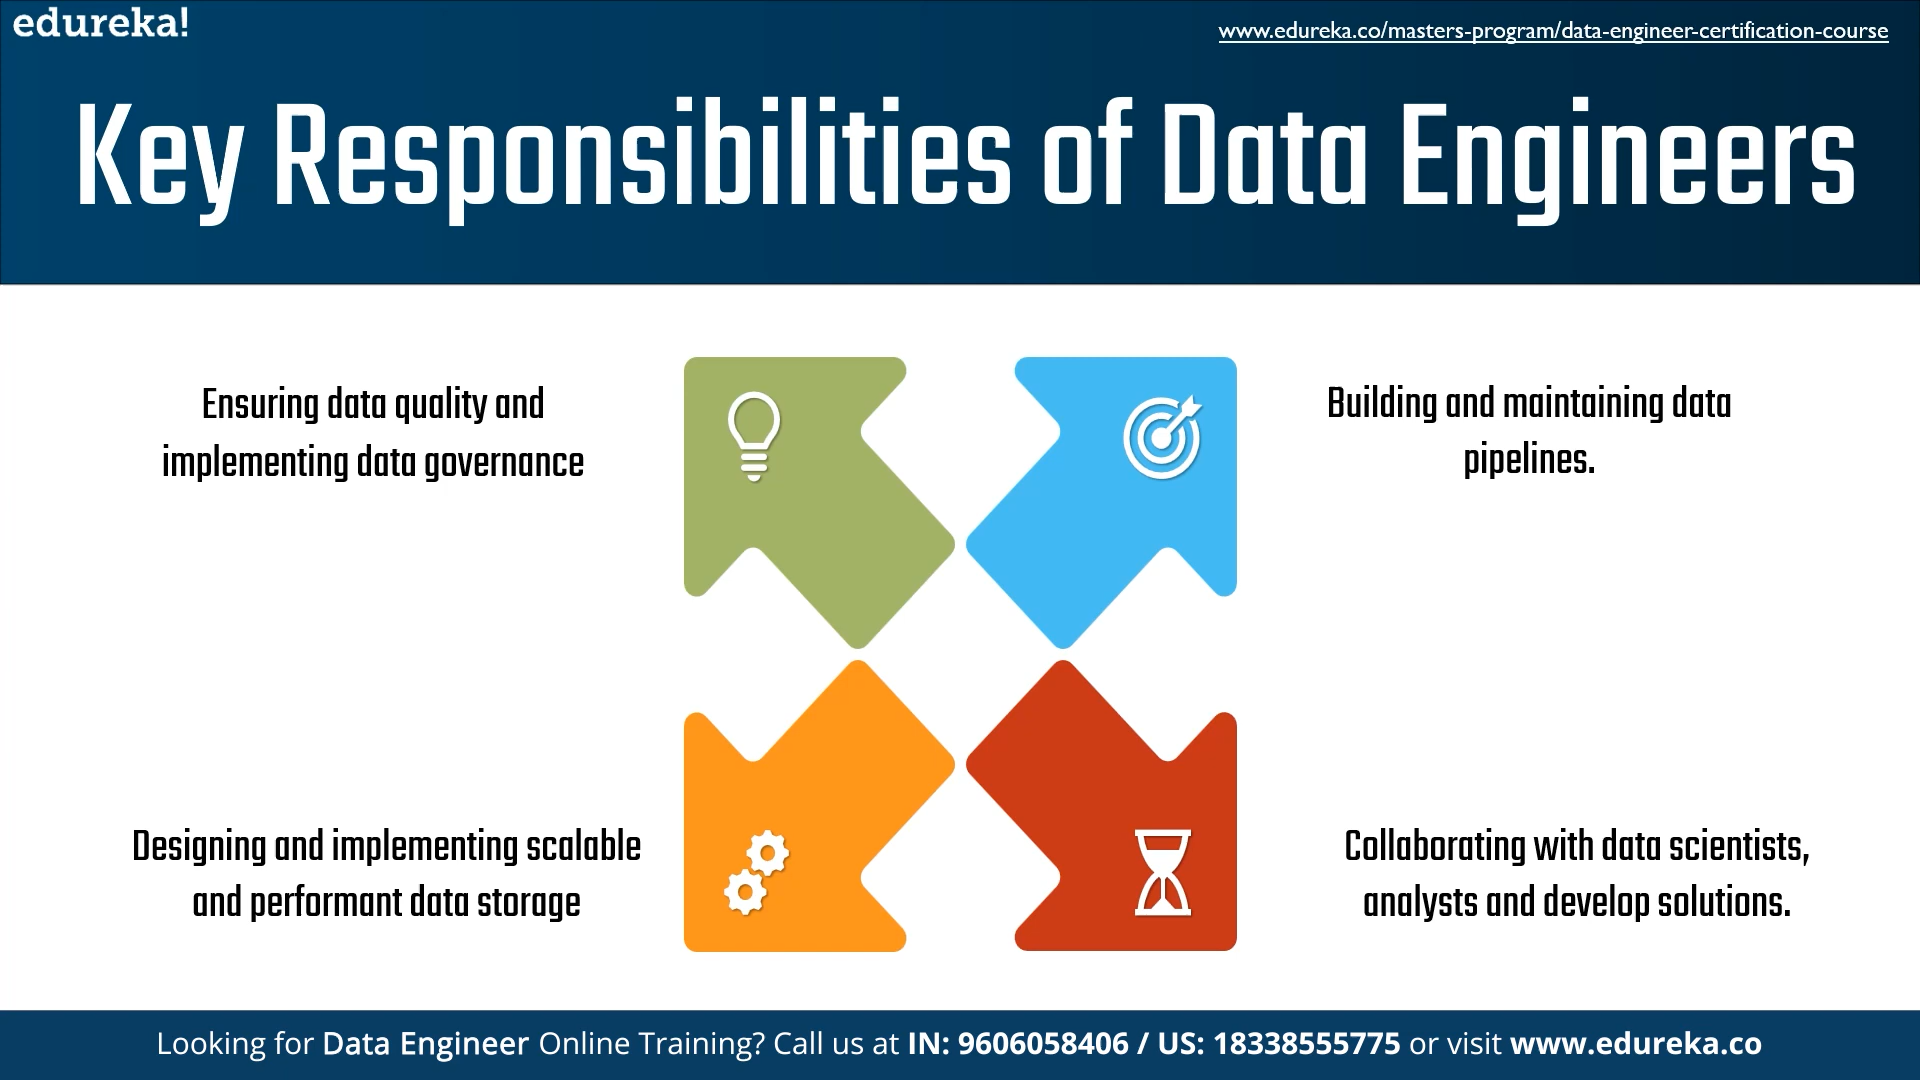 edureka!
www.edureka.co/masters-program/data-engineer-certification-course
Key Responsibilities of Data Engineers
Ensuring data quality and
implementing data governance
Building and maintaining data
pipelines.
Designing and implementing scalable
and performant data storage
Collaborating with data scientists,
analysts and develop solutions.
Looking for Data Engineer Online Training? Call us at IN: 9606058406 / US: 18338555775 or visit www.edureka.co